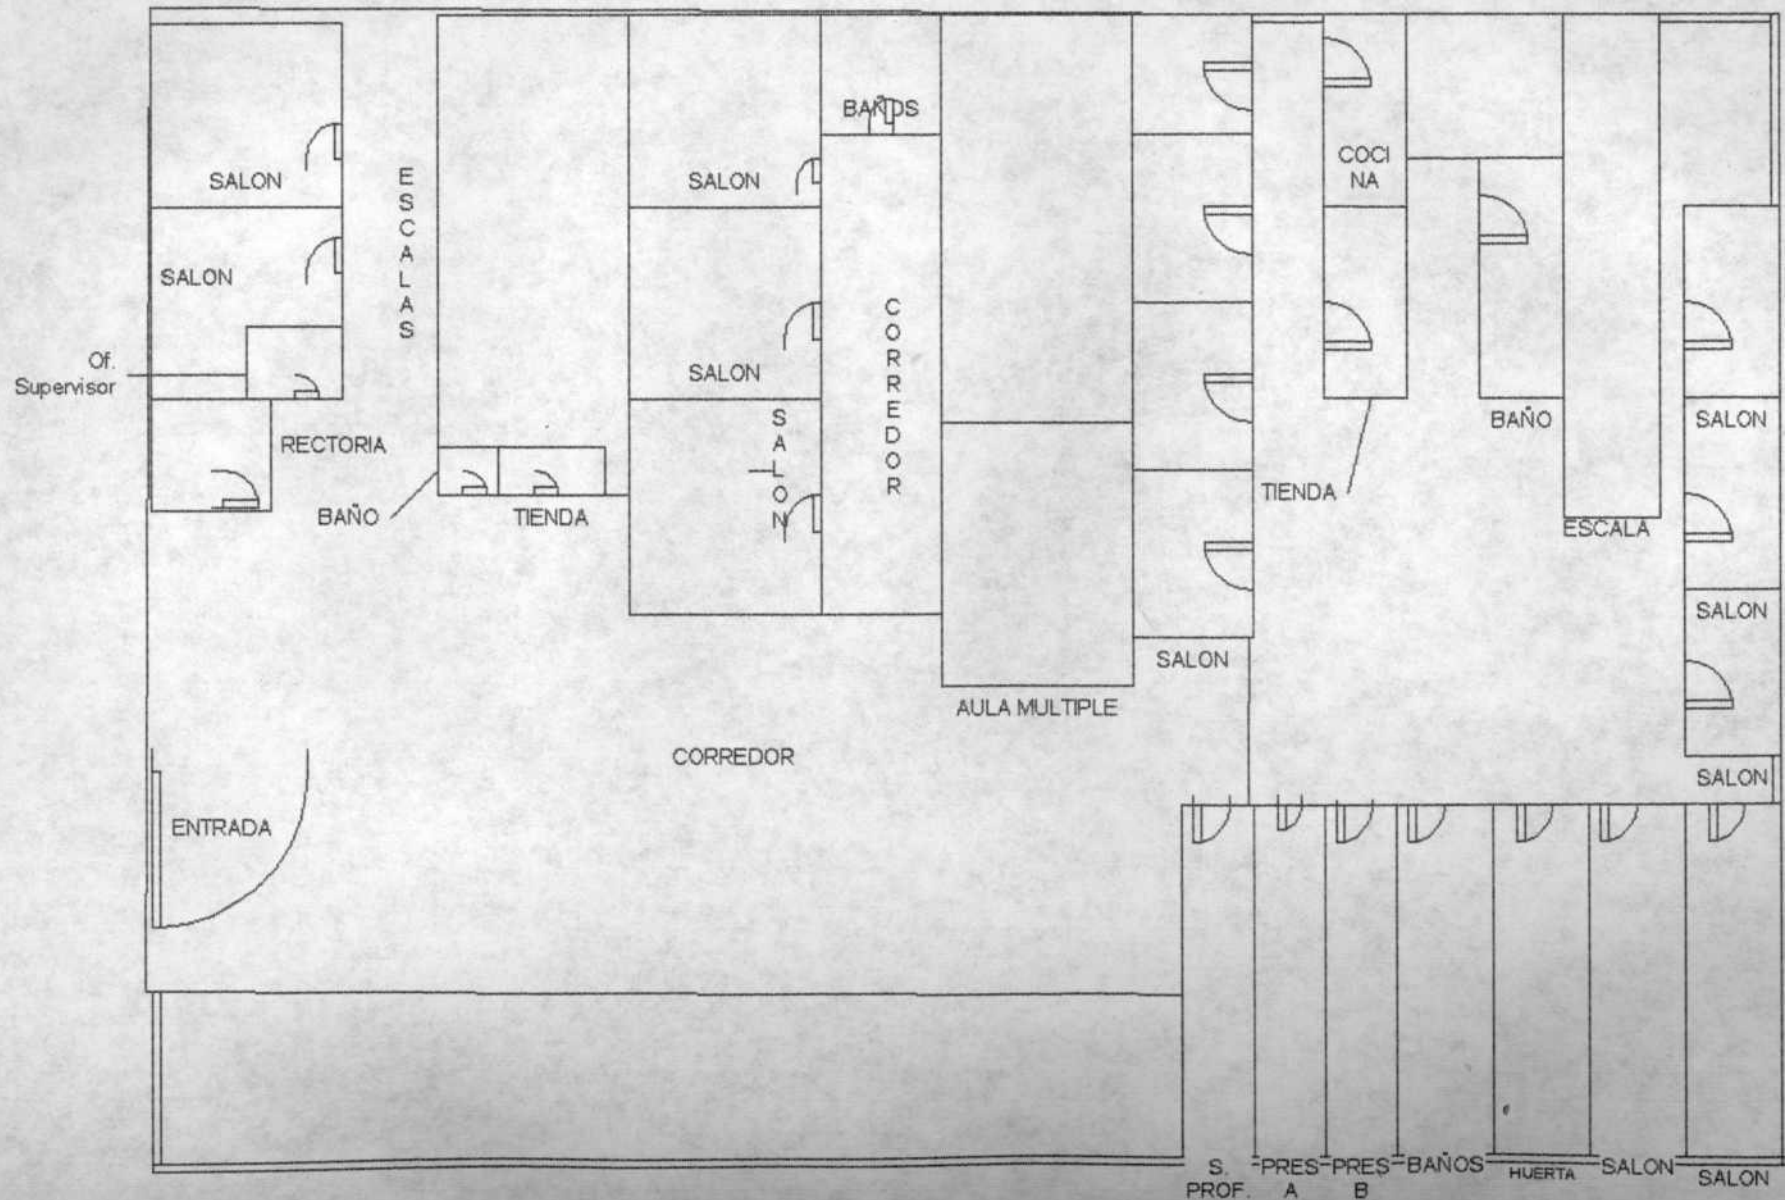 BAÑOS
COCI
NA
SALON
ESCALAS
SALON
SALON
CORREDOR
Of.
Supervisor
SALON
SALON
RECTORIA
BAÑO
TIENDA
SALON
TIENDA
BAÑO
SALON
ESCALA
SALON
SALON
AULA MULTIPLE
CORREDOR
SALON
ENTRADA
S.
PROF.
PRES
A
PRES
B
BAÑOS
HUERTA
SALON
SALON